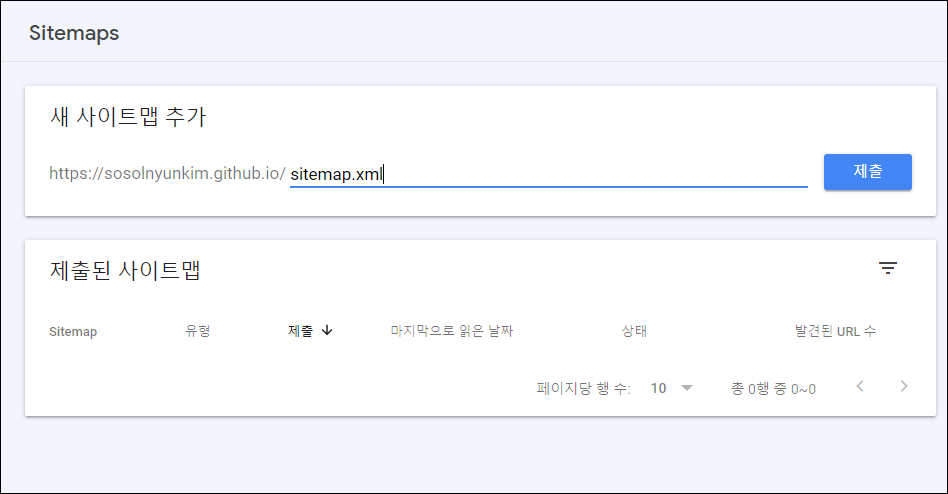 Sitemaps
새 사이트맵 추가
https://sosolnyunkim.github.io/ sitemap.xml 제출
제출된 사이트맵
Sitemap 유형 제출 마지막으로 읽은 날짜 상태 발견된 URL 수
페이지당 행 수: 10 총 0행 중 0~0